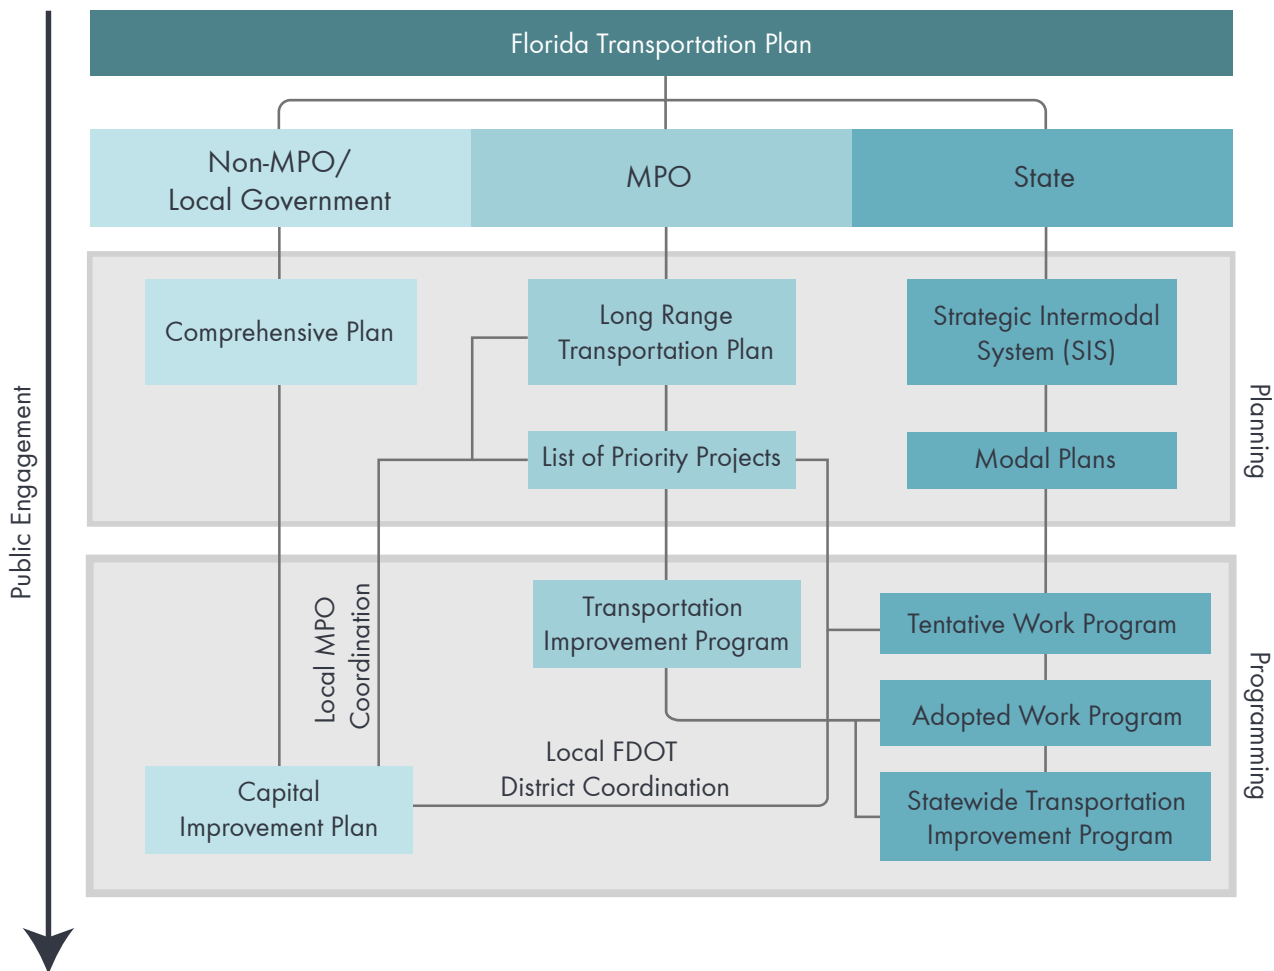 Florida Transportation Plan
Non-MPO/
Local Government
MPO
State
Comprehensive Plan
Long Range
Transportation Plan
Strategic Intermodal
System (SIS)
List of Priority Projects
Modal Plans
Planning
Public Engagement
Transportation
Improvement Program
Tentative Work Program
Local MPO
Coordination
Adopted Work Program
Programming
Local FDOT
District Coordination
Capital
Improvement Plan
Statewide Transportation
Improvement Program